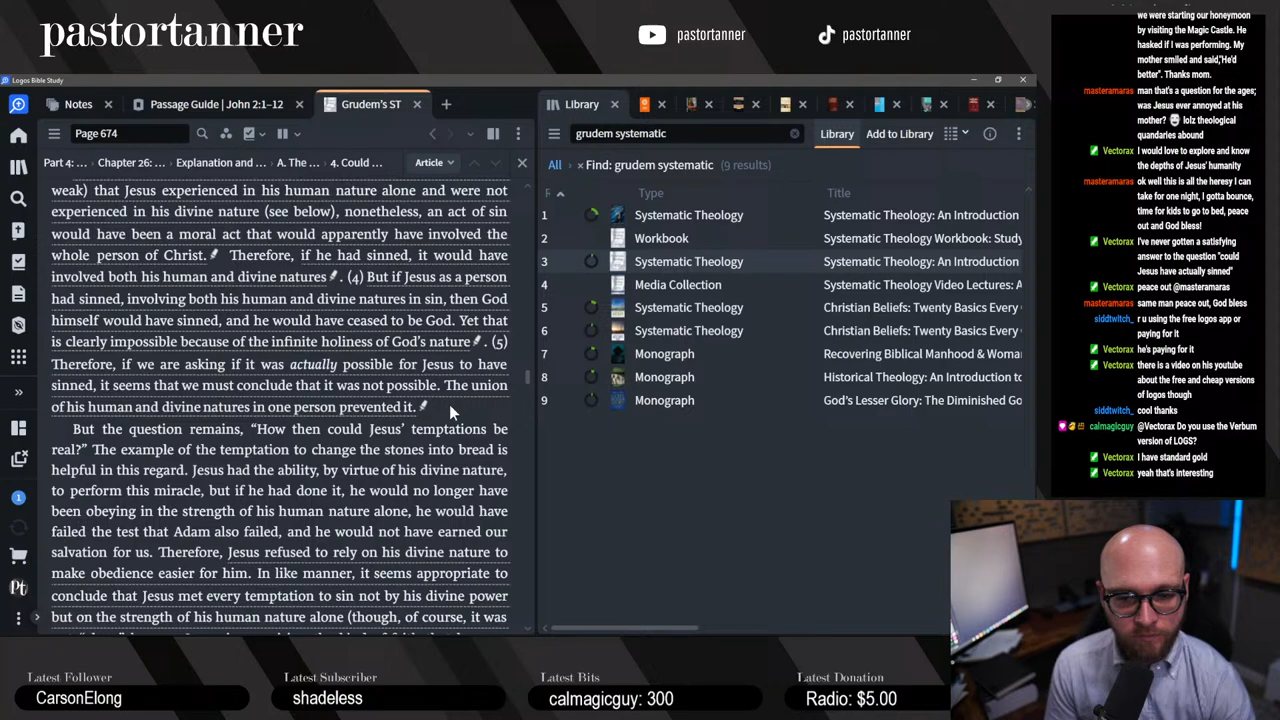 pastortanner
pastortanner
pastortanner
Logos Bible Study
Notes
Passage Guide | John 2:1–12
Grudem's ST
Page 674
Part 4: ...
Chapter 26: ...
Explanation and ...
A. The ...
4. Could ...
Article
weak) that Jesus experienced in his human nature alone and were not
experienced in his divine nature (see below), nonetheless, an act of sin
would have been a moral act that would apparently have involved the
whole person of Christ. Therefore, if he had sinned, it would have
involved both his human and divine natures. (4) But if Jesus as a person
had sinned, involving both his human and divine natures in sin, then God
himself would have sinned, and he would have ceased to be God. Yet that
is clearly impossible because of the infinite holiness of God's nature. (5)
Therefore, if we are asking if it was actually possible for Jesus to have
sinned, it seems that we must conclude that it was not possible. The union
of his human and divine natures in one person prevented it.
But the question remains, “How then could Jesus' temptations be
real?” The example of the temptation to change the stones into bread is
helpful in this regard. Jesus had the ability, by virtue of his divine nature,
to perform this miracle, but if he had done it, he would no longer have
been obeying in the strength of his human nature alone, he would have
failed the test that Adam also failed, and he would not have earned our
salvation for us. Therefore, Jesus refused to rely on his divine nature to
make obedience easier for him. In like manner, it seems appropriate to
conclude that Jesus met every temptation to sin not by his divine power
but on the strength of his human nature alone (though, of course, it was
1
Pt
Library
grudem systematic
Library
Add to Library
All › × Find: grudem systematic (9 results)
Type Title
1 Systematic Theology Systematic Theology: An Introduction
2 Workbook Systematic Theology Workbook: Study
3 Systematic Theology Systematic Theology: An Introduction
4 Media Collection Systematic Theology Video Lectures: A
5 Systematic Theology Christian Beliefs: Twenty Basics Every
6 Systematic Theology Christian Beliefs: Twenty Basics Every
7 Monograph Recovering Biblical Manhood & Woma
8 Monograph Historical Theology: An Introduction to
9 Monograph God's Lesser Glory: The Diminished Go
we were starting our honeymoon
by visiting the Magic Castle. He
hasked if I was performing. My
mother smiled and said,"He'd
better". Thanks mom.
masteramaras man that's a question for the ages;
was Jesus ever annoyed at his
mother? lolz theological
quandaries abound
Vectorax I would love to explore and know
the depths of Jesus' humanity
masteramaras ok well this is all the heresy I can
take for one night, I gotta bounce,
time for kids to go to bed, peace
out and God bless!
Vectorax I've never gotten a satisfying
answer to the question "could
Jesus have actually sinned"
Vectorax peace out @masteramaras
masteramaras same man peace out, God bless
siddtwitch_ r u using the free logos app or
paying for it
Vectorax he's paying for it
Vectorax there is a video on his youtube
about the free and cheap versions
of logos though
siddtwitch_ cool thanks
calmagicguy @Vectorax Do you use the Verbum
version of LOGS?
Vectorax I have standard gold
Vectorax yeah that's interesting
Latest Follower
CarsonElong
Latest Subscriber
shadeless
Latest Bits
calmagicguy: 300
Latest Donation
Radio: $5.00